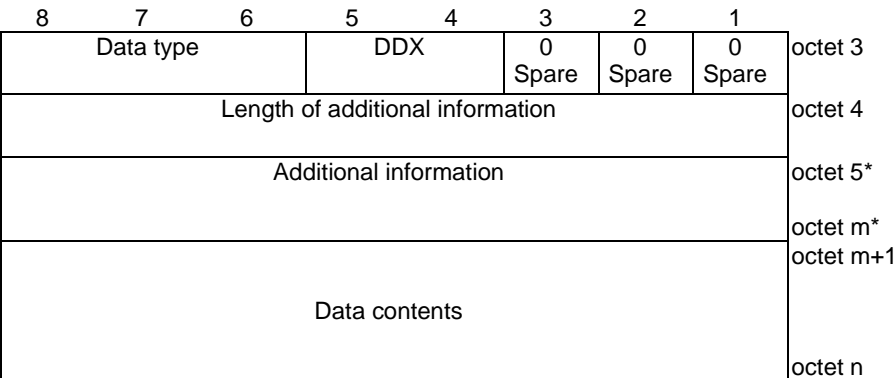 8 7 6 5 4 3 2 1
Data type DDX 0 0 0 octet 3
Spare Spare Spare
Length of additional information octet 4
Additional information octet 5*
octet m*
octet m+1
Data contents
octet n